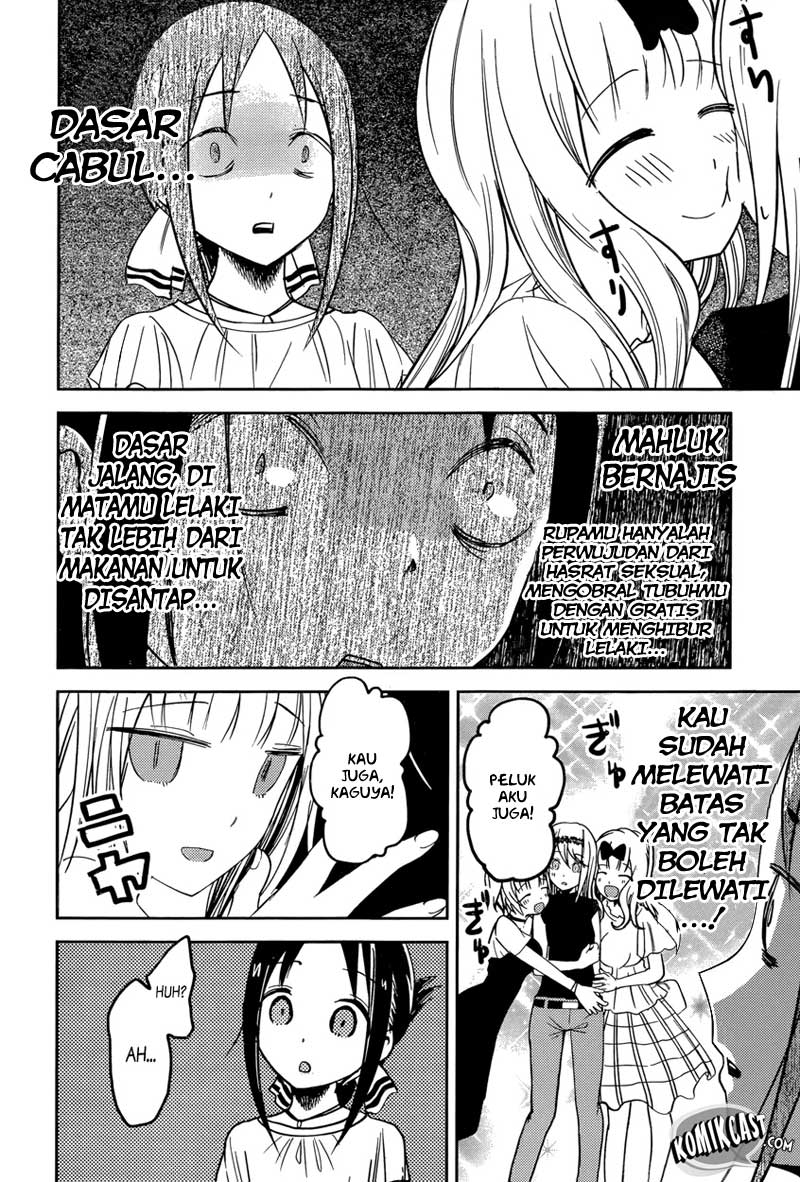 すり
すり
DASAR
CABUL...
MAHLUK
BERNAJIS
RUPAMU HANYALAH
PERWUJUDAN DARI
HASRAT SEKSUAL,
MENGOBRAL TUBUHMU
DENGAN GRATIS
UNTUK MENGHIBUR
LELAKI...
DASAR
JALANG, DI
MATAMU LELAKI
TAK LEBIH DARI
MAKANAN UNTUK
DISANTAP...
KAU
SUDAH
MELEWATI
BATAS
YANG TAK
BOLEH
DILEWATI
...!
ぎゅ
PELUK
AKU
JUGA!
ぎゅ
KAU
JUGA,
KAGUYA!
ニャ
HUH?
AH...
KOMIKCAST.COM